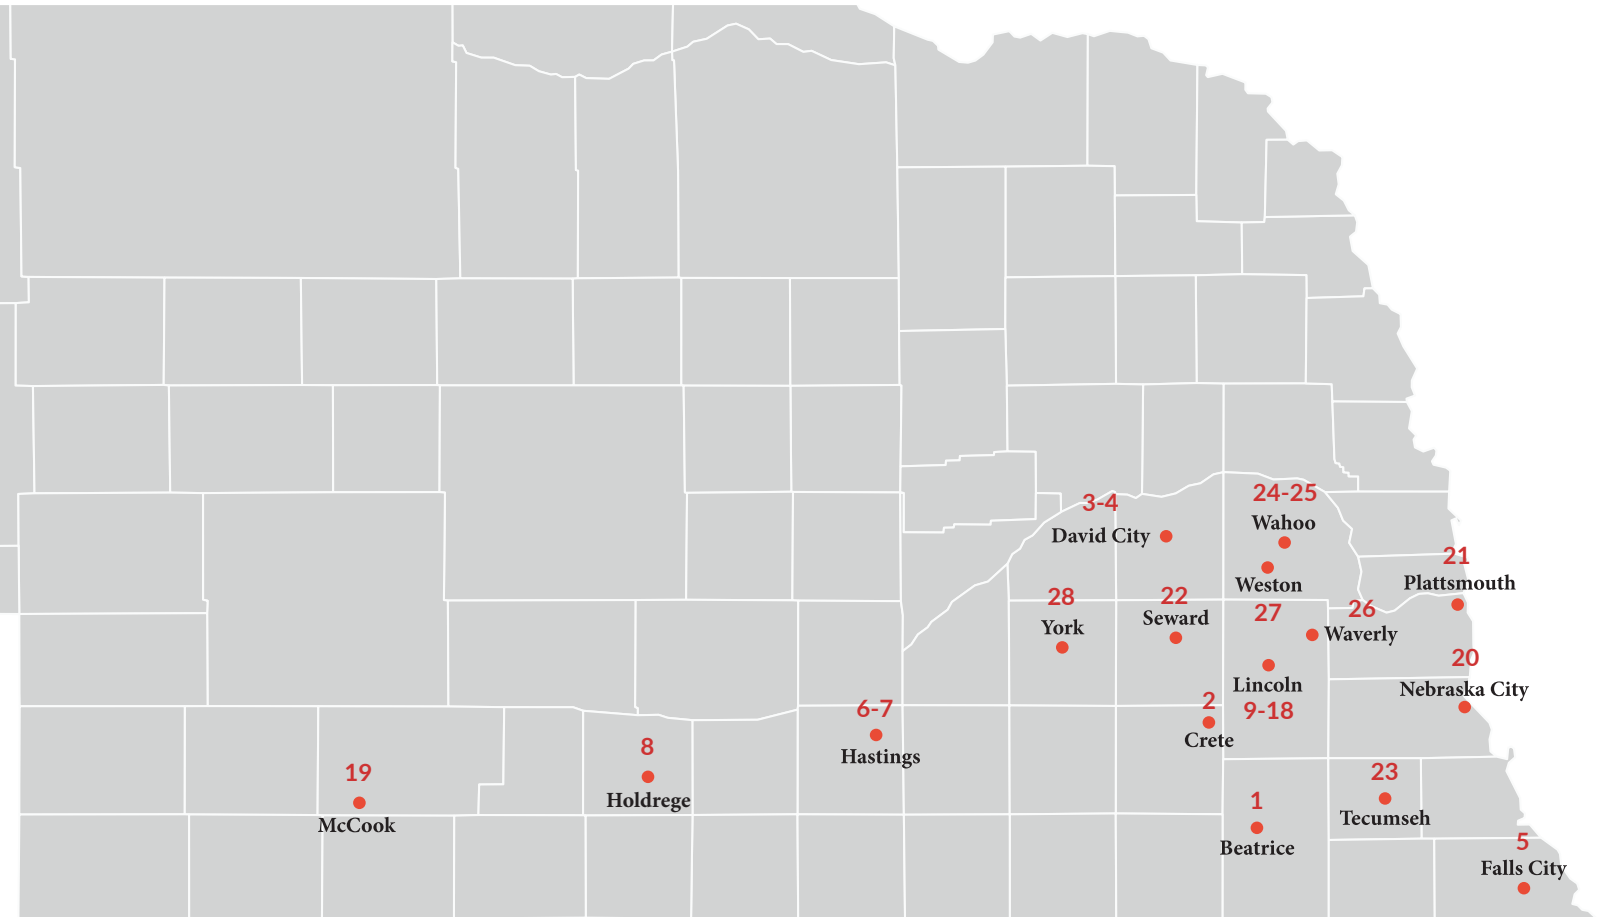 24-25
3-4
Wahoo
David City
21
Weston
Plattsmouth
28
22
27
26
York
Seward
Waverly
20
Lincoln
Nebraska City
6-7
2
9-18
Hastings
Crete
8
19
23
Holdrege
1
McCook
Tecumseh
5
Beatrice
Falls City